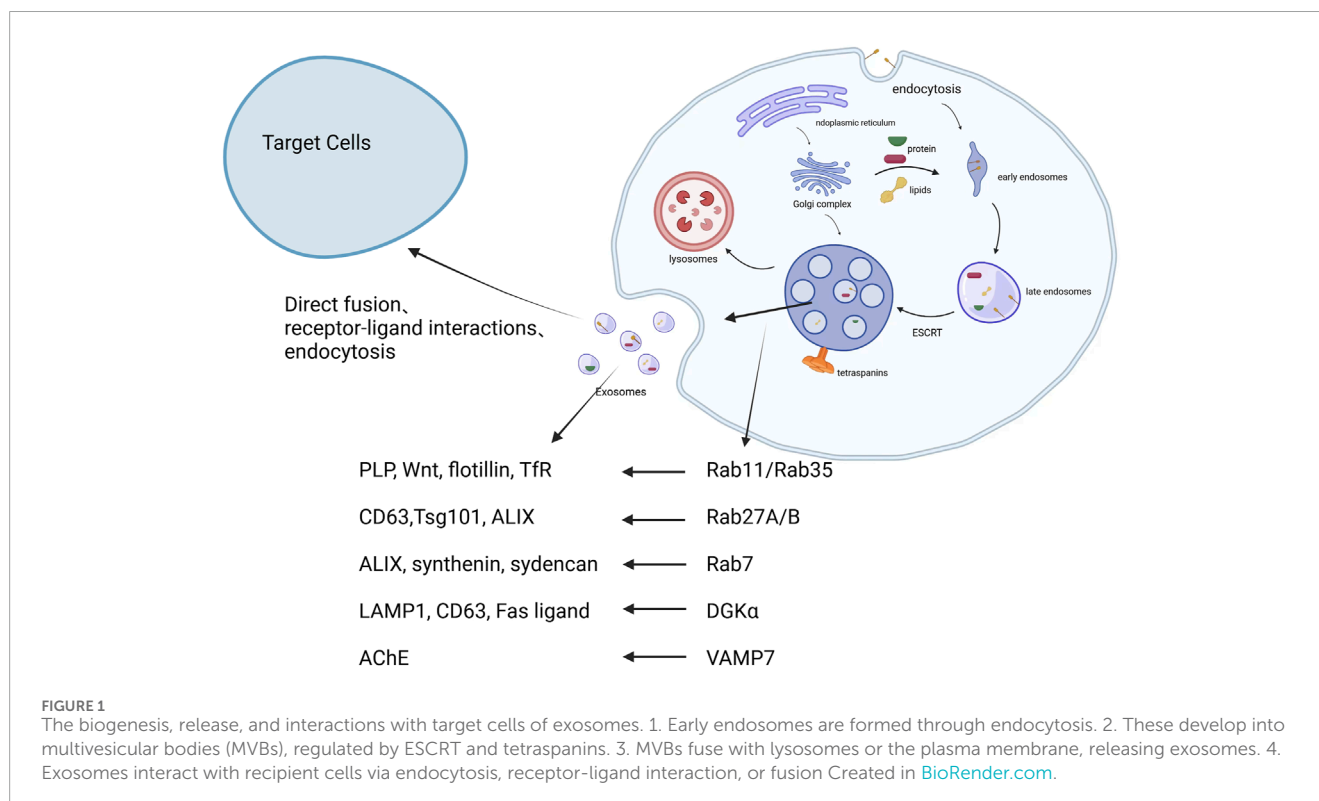 Target Cells
endocytosis
ndoplasmic reticulum
protein
lipids
early endosomes
Golgi complex
lysosomes
late endosomes
ESCRT
tetraspanins
Direct fusion、
receptor-ligand interactions、
endocytosis
Exosomes
PLP, Wnt, flotillin, TfR
Rab11/Rab35
CD63,Tsg101, ALIX
Rab27A/B
ALIX, synthenin, sydencan
Rab7
LAMP1, CD63, Fas ligand
DGKα
AChE
VAMP7
FIGURE 1
The biogenesis, release, and interactions with target cells of exosomes. 1. Early endosomes are formed through endocytosis. 2. These develop into
multivesicular bodies (MVBs), regulated by ESCRT and tetraspanins. 3. MVBs fuse with lysosomes or the plasma membrane, releasing exosomes. 4.
Exosomes interact with recipient cells via endocytosis, receptor-ligand interaction, or fusion Created in BioRender.com.